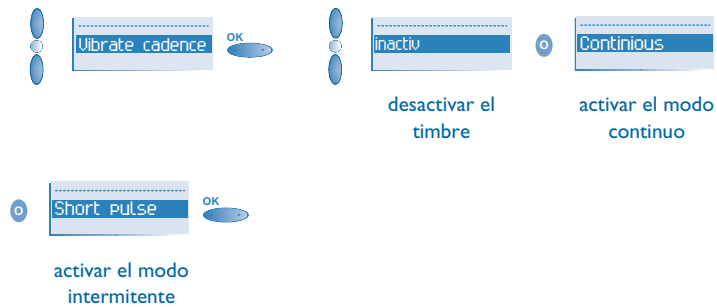 Vibrate cadence
OK
inactiv
O
Continious
desactivar el
timbre
activar el modo
continuo
O
Short pulse
OK
activar el modo
intermitente